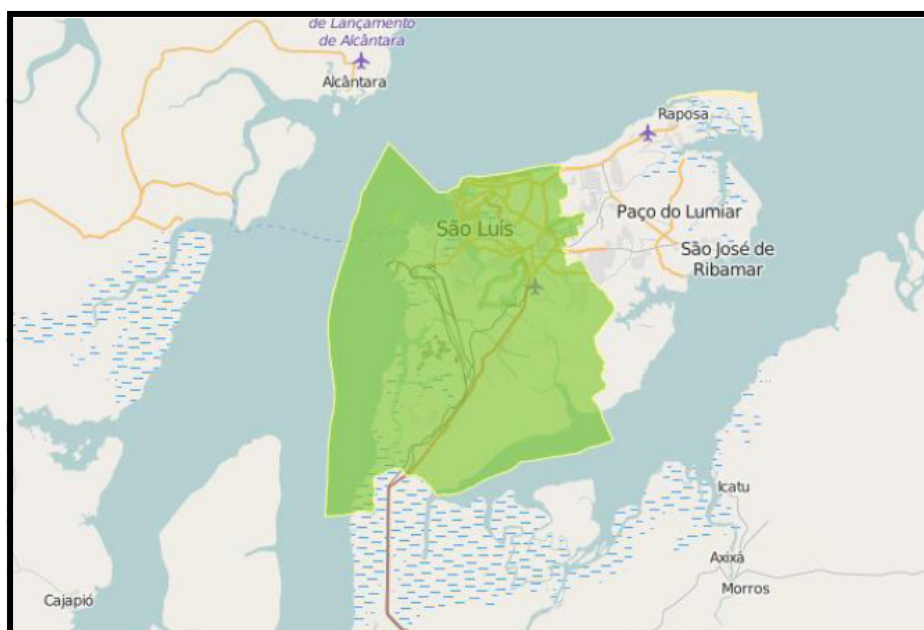 de Lançamento
de Alcântara
Alcântara
Raposa
Paço do Lumiar
São Luís
São José de
Ribamar
Icatu
Axixá
Morros
Cajapió